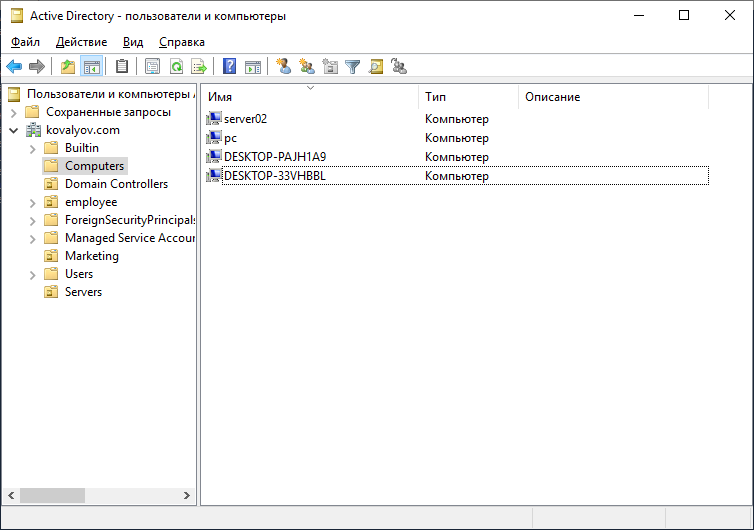 Active Directory - пользователи и компьютеры
Файл Действие Вид Справка
Пользователи и компьютеры
Сохраненные запросы
kovalyov.com
Builtin
Computers
Domain Controllers
employee
ForeignSecurityPrincipals
Managed Service Accoun
Marketing
Users
Servers
Имя Тип Описание
server02 Компьютер
pc Компьютер
DESKTOP-PAJH1A9 Компьютер
DESKTOP-33VHBBL Компьютер